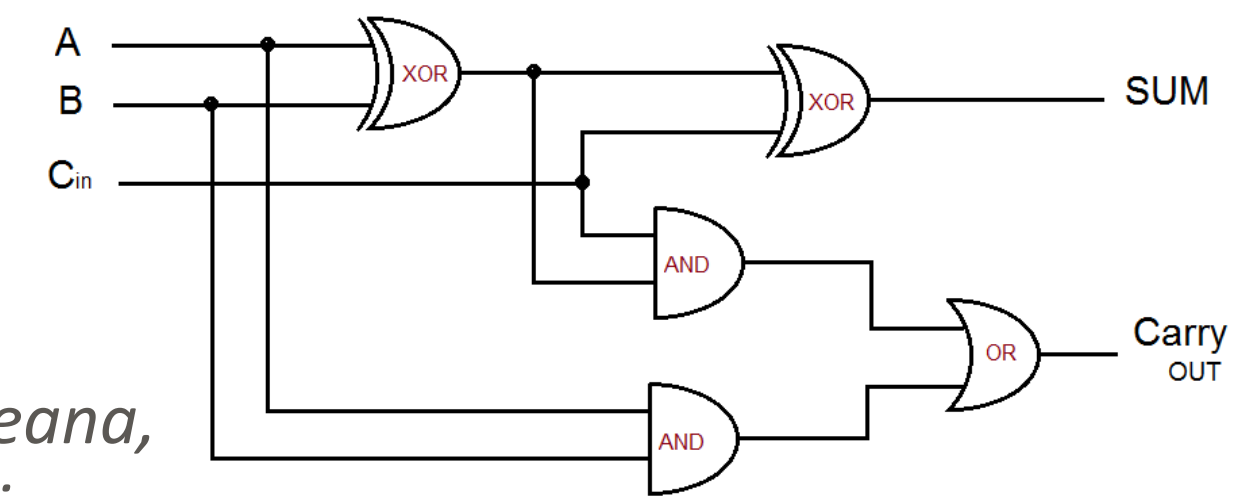 A
XOR
XOR
SUM
B
Cin
AND
OR
Carry
OUT
AND
eana,
.